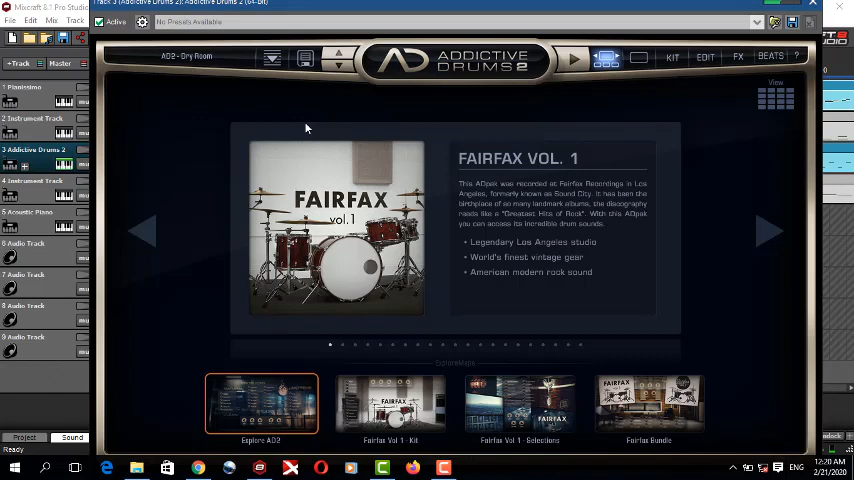 Mixcraft 8.1 Pro Studio
File Edit Mix Track
Track 3 (Addictive Drums 2): Addictive Drums 2 (64-bit)
Active
No Presets Available
+Track
Master
AD2 - Dry Room
ADDICTIVE
DRUMS 2
KIT
EDIT
FX
BEATS
?
View
1 Pianissimo
2 Instrument Track
3 Addictive Drums 2
4 Instrument Track
5 Acoustic Piano
6 Audio Track
7 Audio Track
8 Audio Track
9 Audio Track
mu
FAIRFAX
vol.1
FAIRFAX VOL. 1
This ADpak was recorded at Fairfax Recordings in Los
Angeles, formerly known as Sound City. It has been the
birthplace of so many landmark albums, the discography
reads like a "Greatest Hits of Rock". With this ADpak
you can access its incredible drum sounds.
• Legendary Los Angeles studio
• World's finest vintage gear
• American modern rock sound
ExploreMaps
FAIRFAX
FAIRFAX
Explore AD2
Fairfax Vol 1 - Kit
Fairfax Vol 1 - Selections
Fairfax Bundle
Project
Sound
Ready
ENG
12:20 AM
2/21/2020